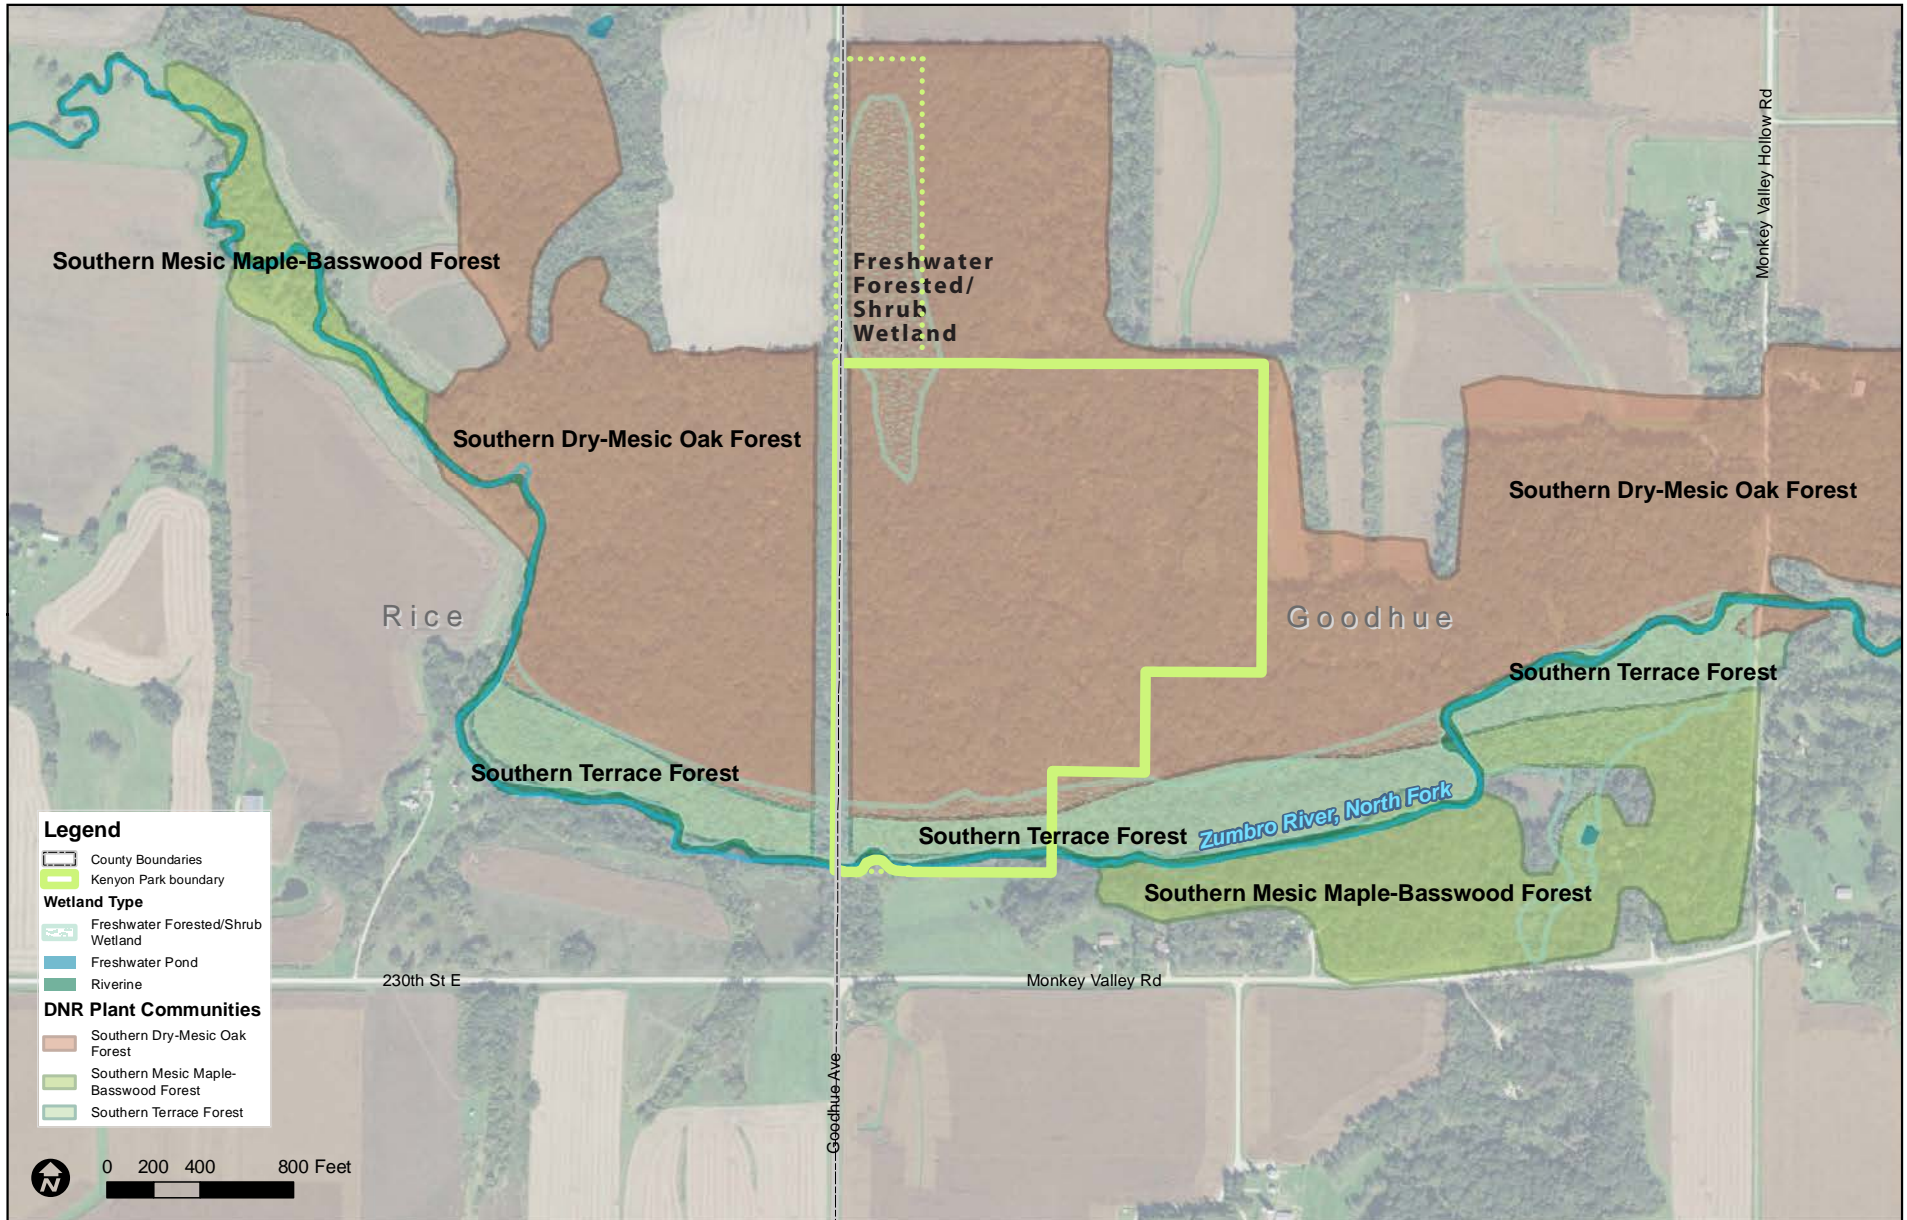 Monkey Valley Hollow Rd
Southern Mesic Maple-Basswood Forest
Freshwater
Forested/
Shrub
Wetland
Southern Dry-Mesic Oak Forest
Southern Dry-Mesic Oak Forest
Rice
Goodhue
Southern Terrace Forest
Southern Terrace Forest
Zumbro River, North Fork
Southern Terrace Forest
Southern Mesic Maple-Basswood Forest
230th St E
Monkey Valley Rd
Goodhue Ave
Legend
County Boundaries
Kenyon Park boundary
Wetland Type
Freshwater Forested/Shrub
Wetland
Freshwater Pond
Riverine
DNR Plant Communities
Southern Dry-Mesic Oak
Forest
Southern Mesic Maple-
Basswood Forest
Southern Terrace Forest
N
0 200 400 800 Feet